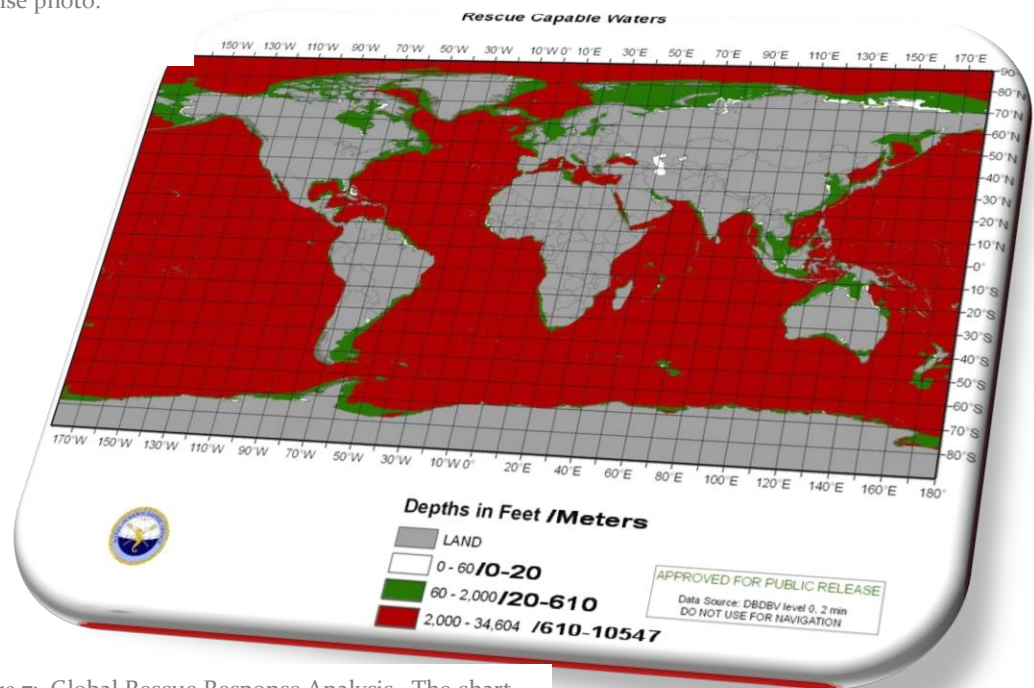 use photo.
Rescue Capable Waters
150°W 130°W 110°W 90°W 70°W 50°W 30°W 10°W 0° 10°E 30°E 50°E 70°E 90°E 110°E 130°E 150°E 170°E
90
80°N
70°N
60°N
50°N
40°N
30°N
20°N
10°N
0°
10°S
20°S
30°S
40°S
50°S
60°S
70°S
80°S
170°W 150°W 130°W 110°W 90°W 70°W 50°W 30°W 10°W 0° 20°E 40°E 60°E 80°E 100°E 120°E 140°E 160°E 180°
Depths in Feet /Meters
LAND
0 - 60 /0-20
60 - 2,000 /20-610
2,000 - 34,604 /610-10547
APPROVED FOR PUBLIC RELEASE
Data Source: DBDBV level 0, 2 min
DO NOT USE FOR NAVIGATION
7: Global Rescue Response Analysis. The chart